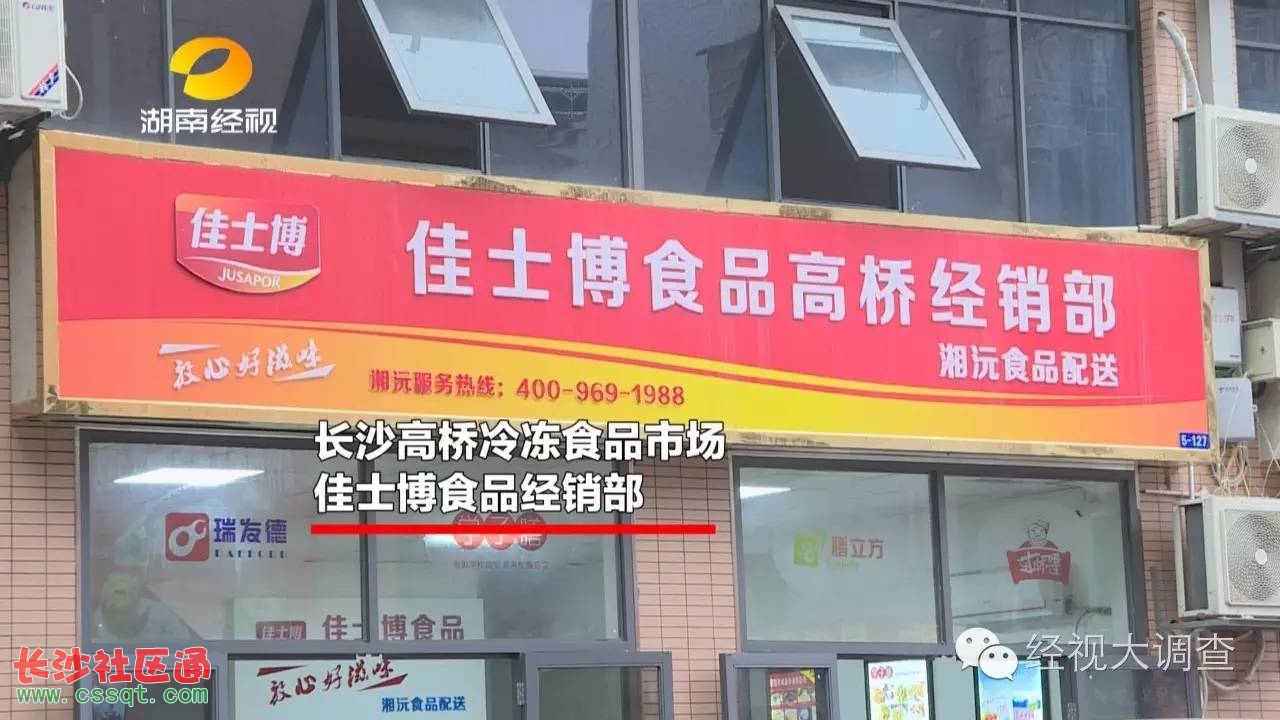 湖南经视
佳士博
JUSAPOR
佳士博食品高桥经销部
湘沅食品配送
放心好滋味
湘沅服务热线：400-969-1988
5-127
长沙高桥冷冻食品市场
佳士博食品经销部
瑞发德
学子嘻
膳立方
佳士博
佳士博食品
放心好滋味
湘沅食品配送
长沙社区通
www.cssqt.com
经视大调查